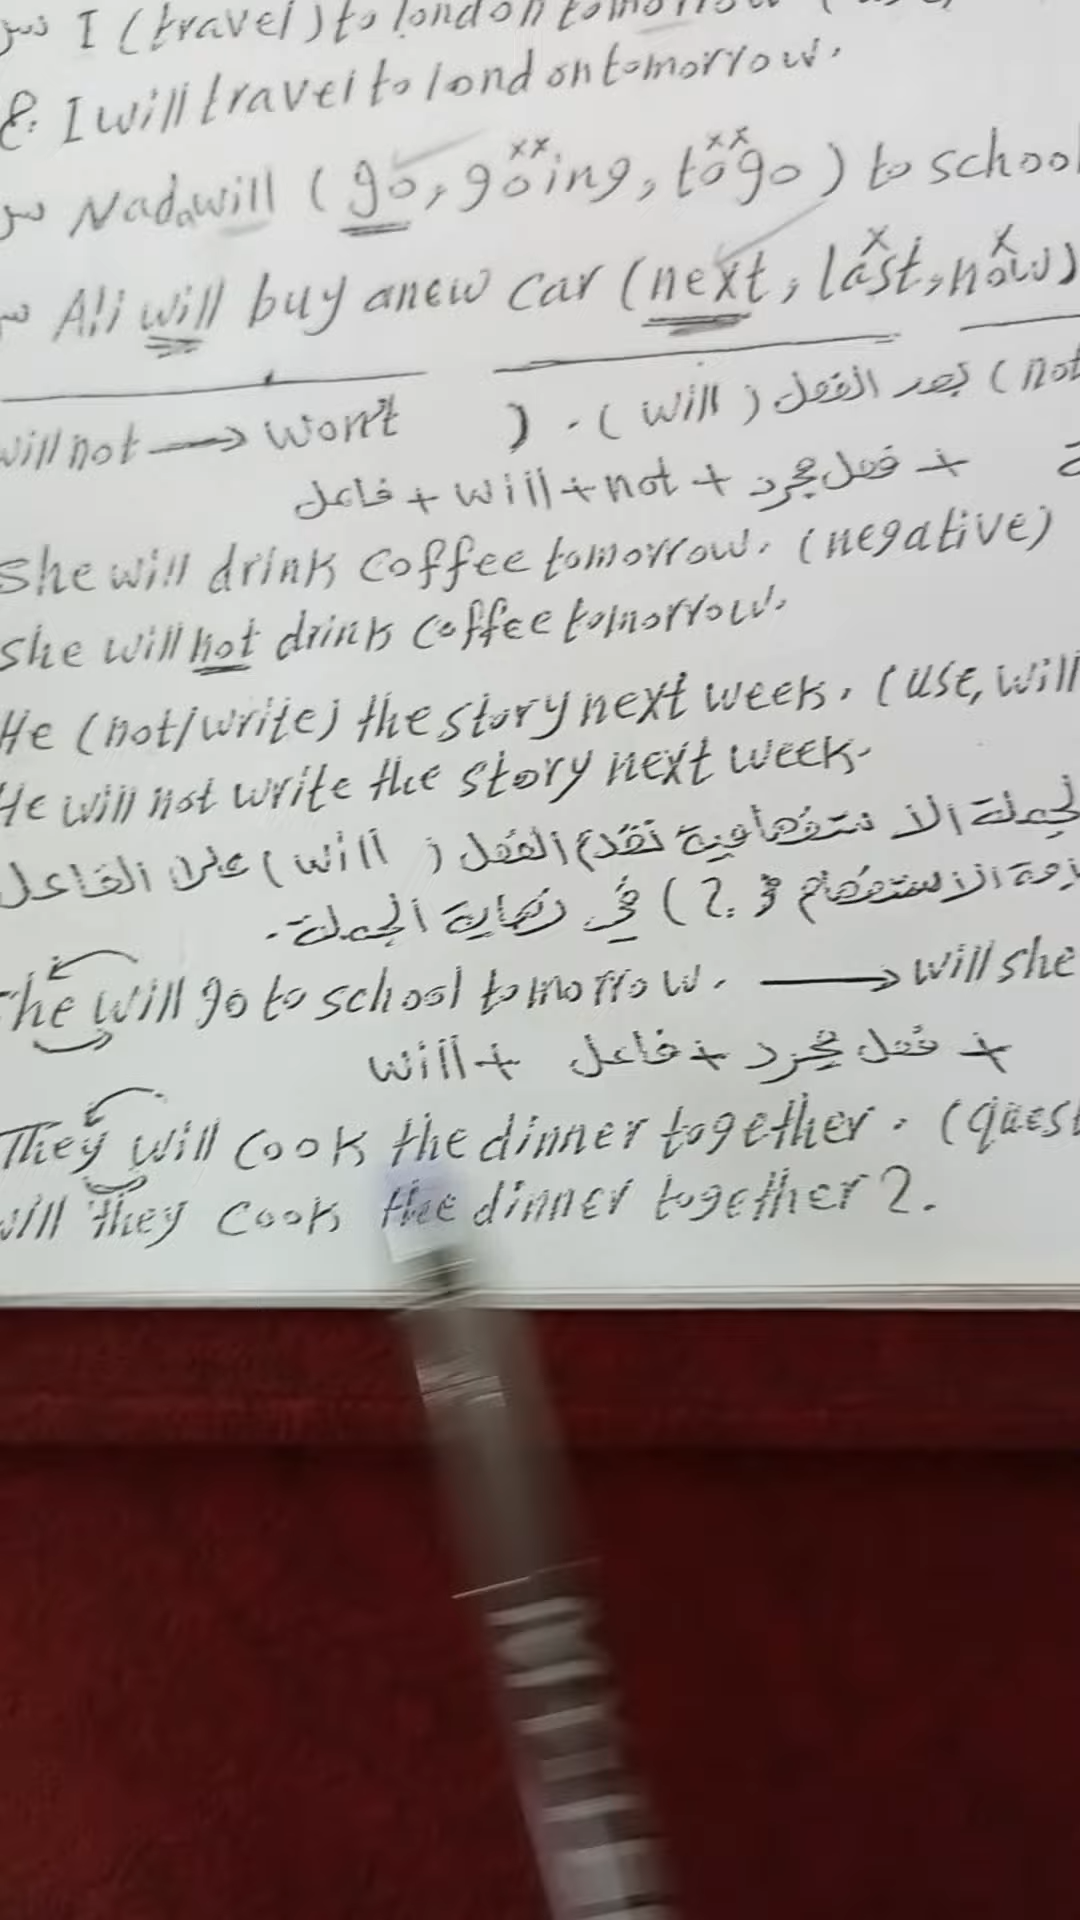 س I (travel) to london tomorrow
ج. I will travel to london tomorrow.
س Nada will (go, going, to go) to school
س Ali will buy a new car (next, last, now)
will not → Won't
) بعد الفعل ( will ) . (not
فاعل + will + not + فعل مجرد +
She will drink coffee tomorrow. (negative)
She will not drink coffee tomorrow.
He (not/write) the story next week. (use, will
He will not write the story next week.
الجملة الاستفهامية نقدم الفعل ( will ) على الفاعل
الاستفهام ( ? ) في نهاية الجملة.
she will go to school tomorrow. → will she
will + فاعل + فعل مجرد +
They will cook the dinner together. (quest
will they cook the dinner together ?.